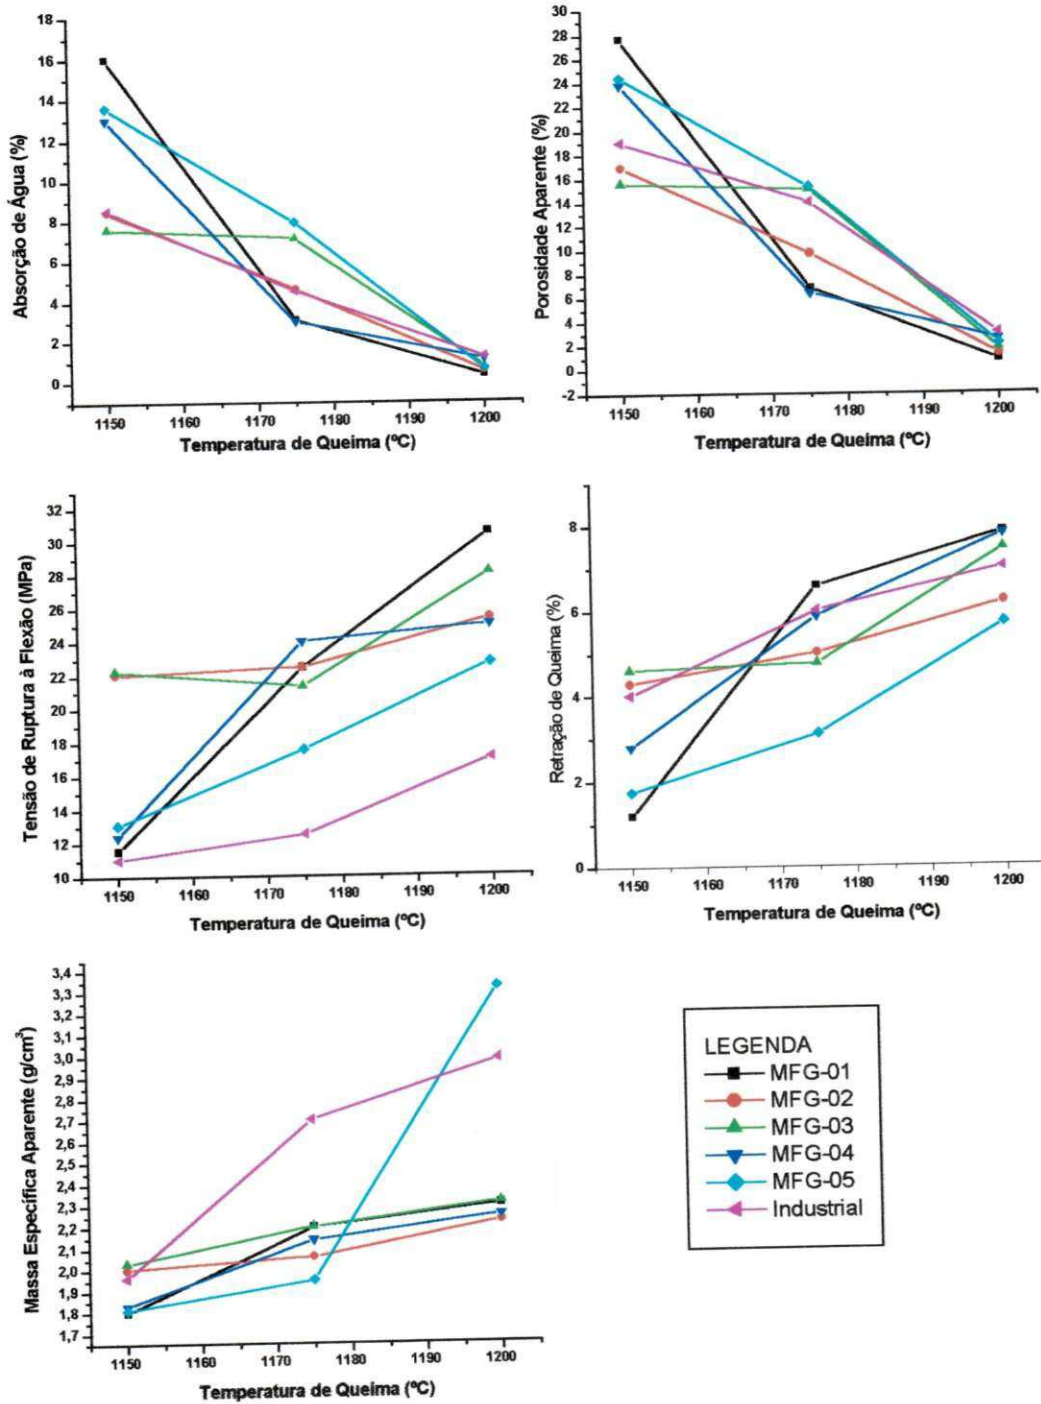 18
16
14
12
10
8
6
4
2
0
Absorção de Água (%)
1150 1160 1170 1180 1190 1200
Temperatura de Queima (ºC)
30
28
26
24
22
20
18
16
14
12
10
8
6
4
2
0
-2
Porosidade Aparente (%)
1150 1160 1170 1180 1190 1200
Temperatura de Queima (ºC)
32
30
28
26
24
22
20
18
16
14
12
10
Tensão de Ruptura à Flexão (MPa)
1150 1160 1170 1180 1190 1200
Temperatura de Queima (ºC)
8
6
4
2
0
Retração de Queima (%)
1150 1160 1170 1180 1190 1200
Temperatura de Queima (ºC)
3,4
3,3
3,2
3,1
3,0
2,9
2,8
2,7
2,6
2,5
2,4
2,3
2,2
2,1
2,0
1,9
1,8
1,7
Massa Específica Aparente (g/cm³)
1150 1160 1170 1180 1190 1200
Temperatura de Queima (ºC)
LEGENDA
MFG-01
MFG-02
MFG-03
MFG-04
MFG-05
Industrial